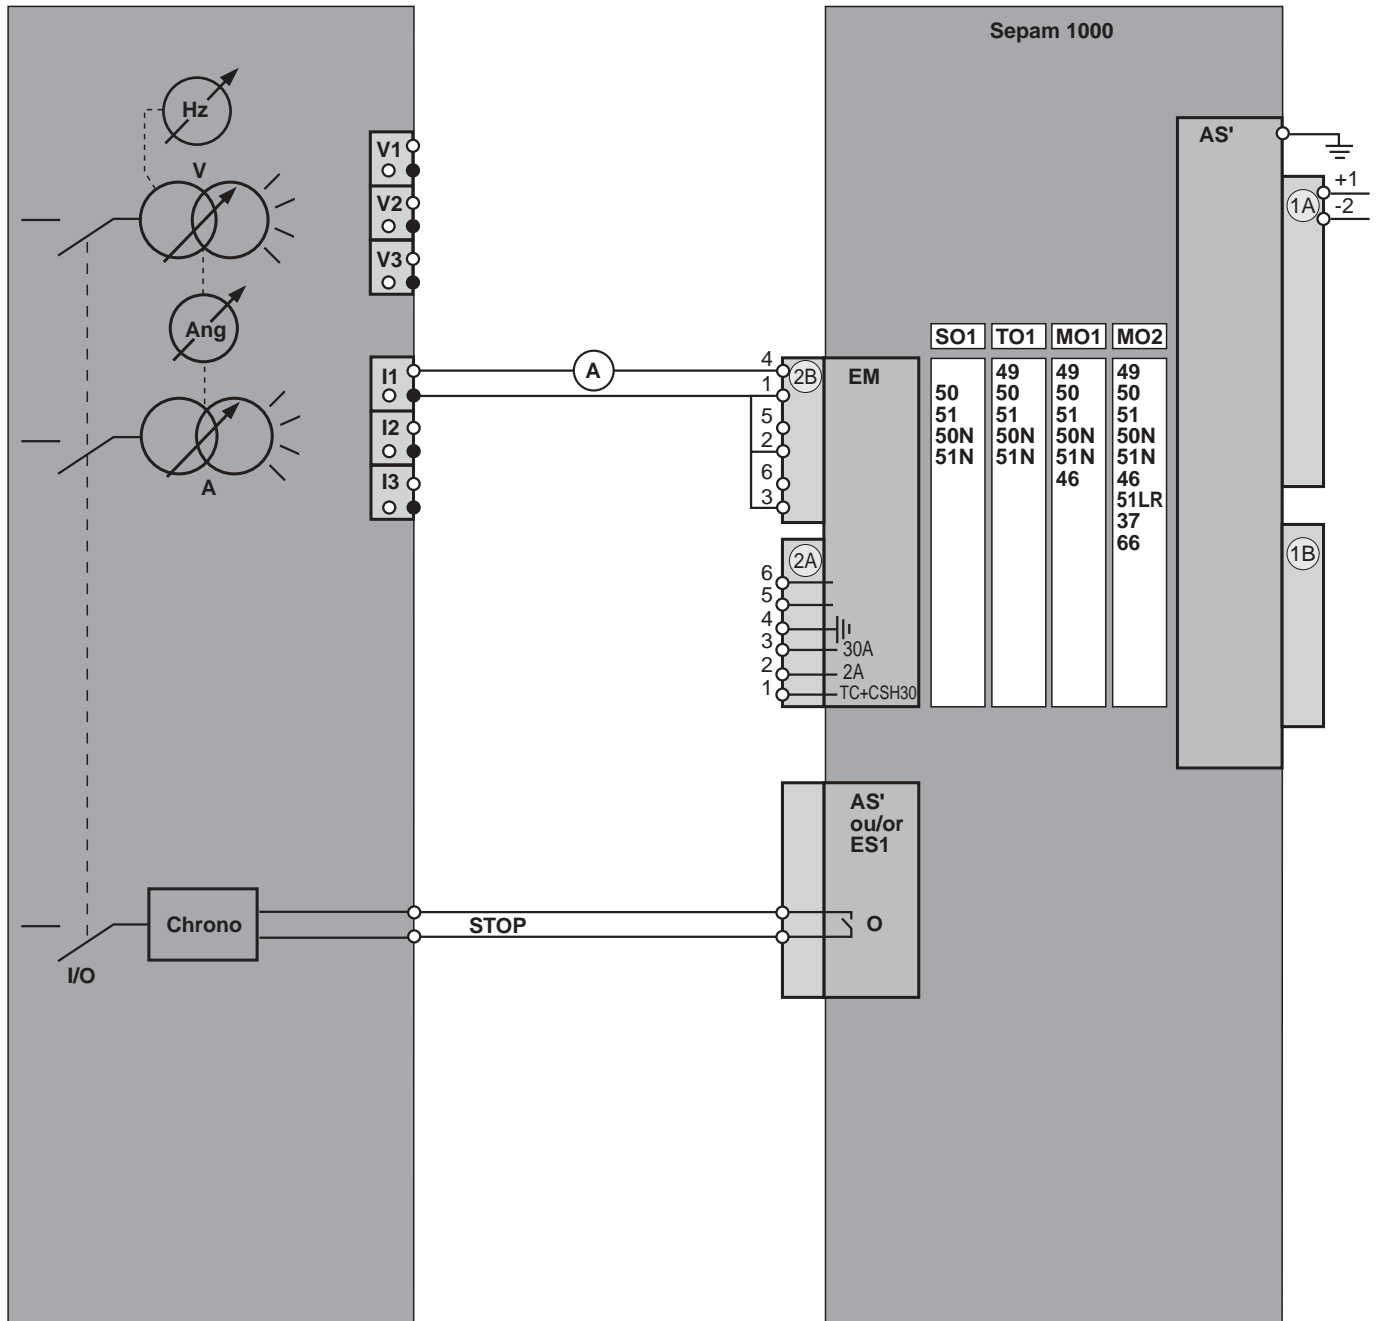 Sepam 1000
Hz
V
Ang
A
V1
V2
V3
I1
I2
I3
A
4
1
5
2
6
3
2B
EM
2A
6
5
4
3
2
1
30A
2A
TC+CSH30
SO1
50
51
50N
51N
TO1
49
50
51
50N
51N
MO1
49
50
51
50N
51N
46
MO2
49
50
51
50N
51N
46
51LR
37
66
AS'
1A
+1
-2
1B
AS'
ou/or
ES1
O
Chrono
STOP
I/O